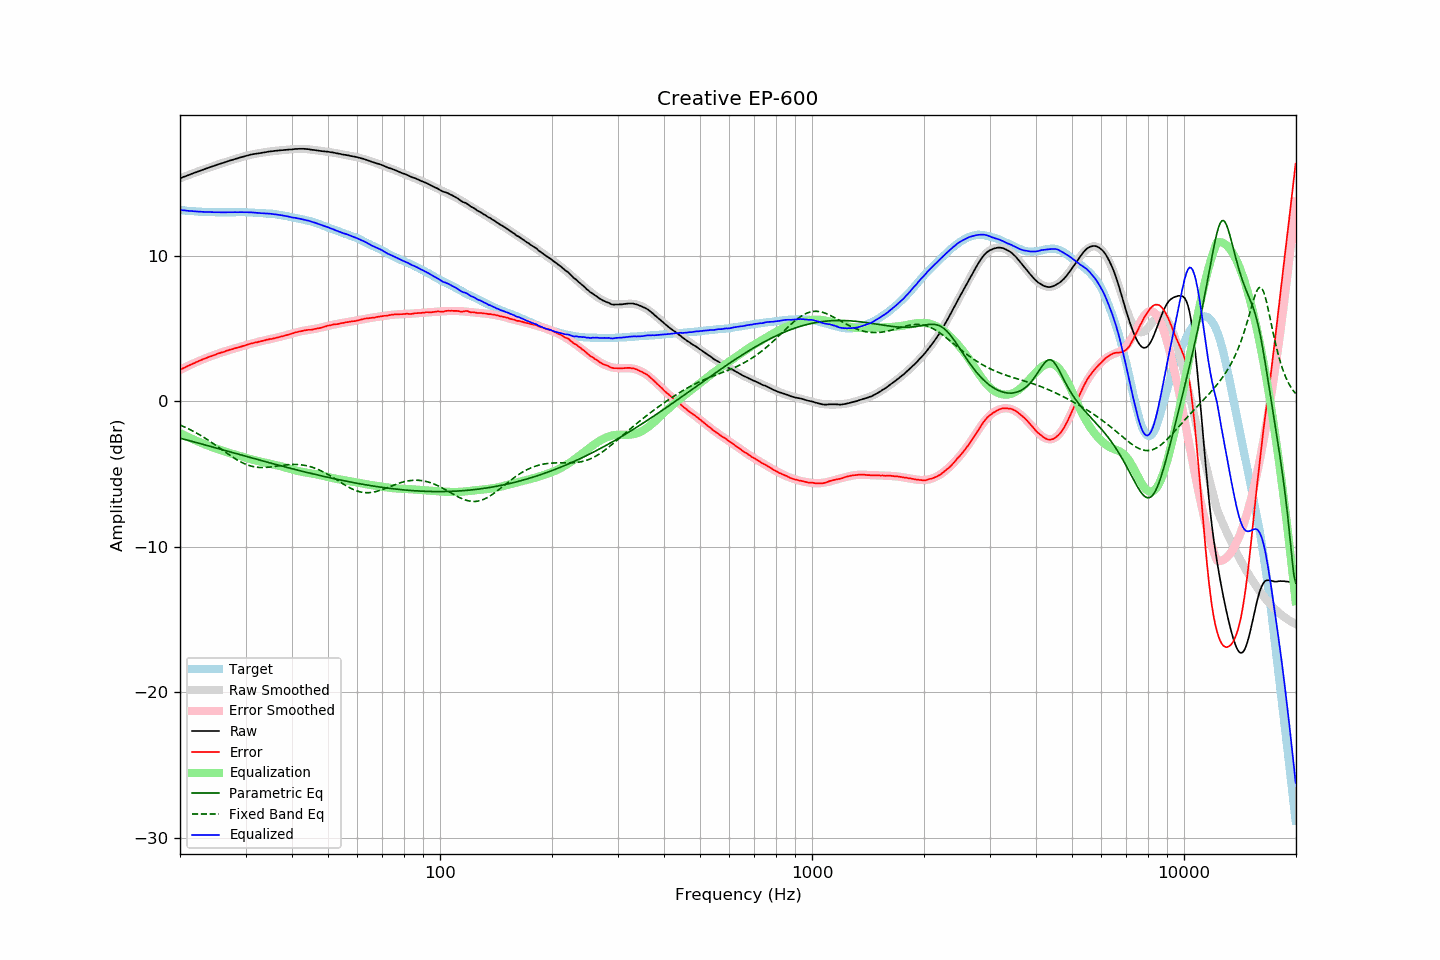 Creative EP-600
10
0
−10
−20
−30
Amplitude (dBr)
100
1000
10000
Frequency (Hz)
Target
Raw Smoothed
Error Smoothed
Raw
Error
Equalization
Parametric Eq
Fixed Band Eq
Equalized